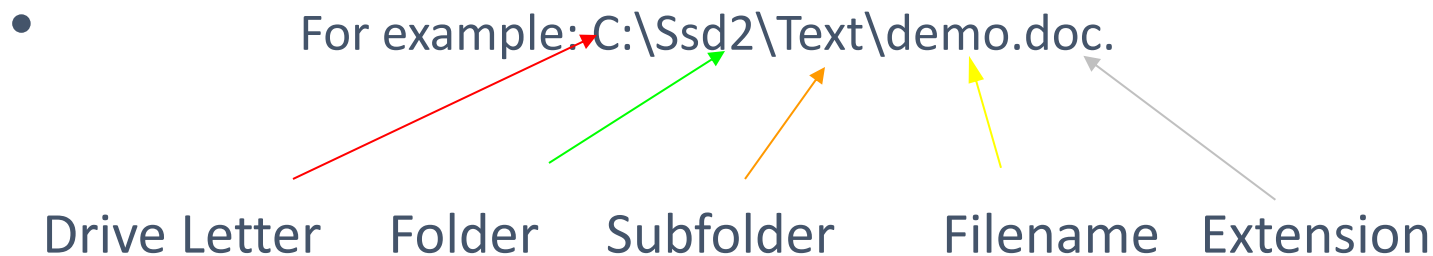 • For example: C:\Ssd2\Text\demo.doc.
Drive Letter Folder Subfolder Filename Extension